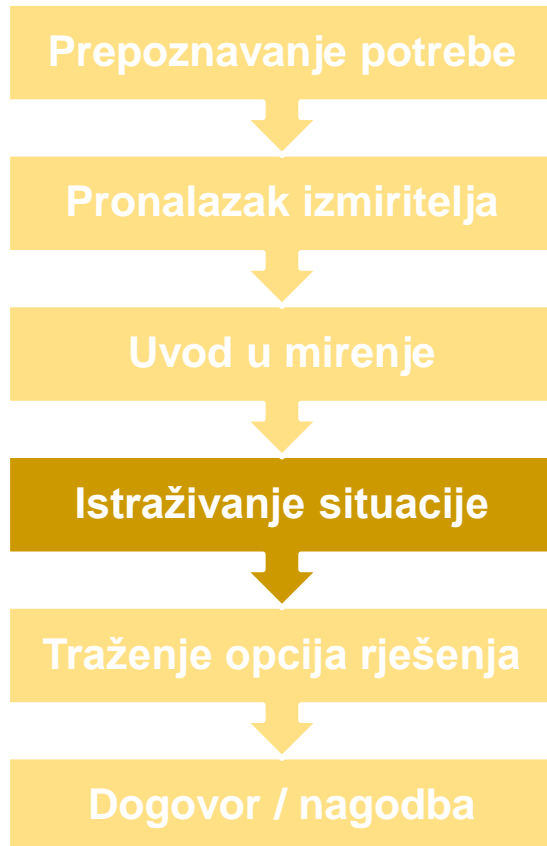 Prepoznavanje potrebe
Pronalazak izmiritelja
Uvod u mirenje
Istraživanje situacije
Traženje opcija rješenja
Dogovor / nagodba